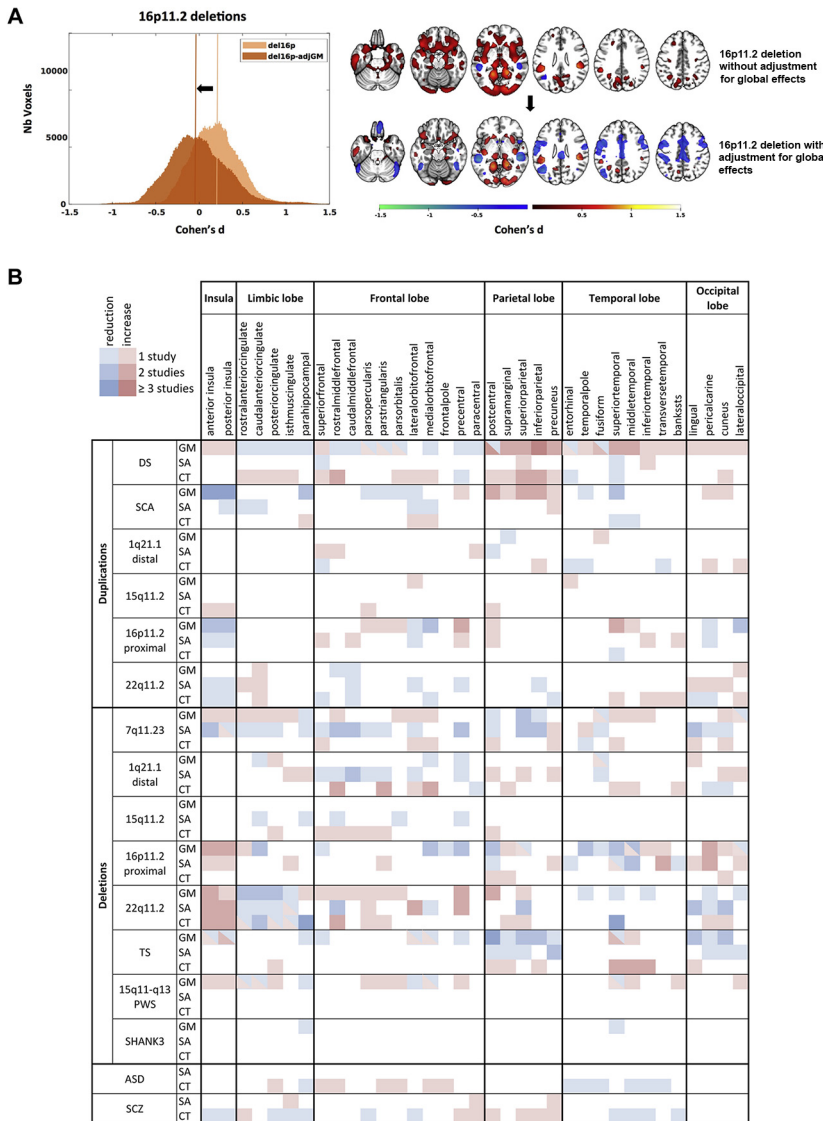 A
16p11.2 deletions
del16p
del16p-adjGM
10000
5000
0
Nb Voxels
-1.5 -1 -0.5 0 0.5 1 1.5
Cohen's d
16p11.2 deletion
without adjustment
for global effects
16p11.2 deletion with
adjustment for global
effects
-1.5 -1 -0.5 0 0.5 1 1.5
Cohen's d
B
reduction
increase
1 study
2 studies
≥ 3 studies
Insula
Limbic lobe
Frontal lobe
Parietal lobe
Temporal lobe
Occipital
lobe
anterior insula
posterior insula
rostralanteriorcingulate
caudalanteriorcingulate
posteriorcingulate
isthmuscingulate
parahippocampal
superiorfrontal
rostralmiddlefrontal
caudalmiddlefrontal
parsopercularis
parstriangularis
parsorbitalis
lateralorbitofrontal
medialorbitofrontal
frontalpole
precentral
paracentral
postcentral
supramarginal
superiorparietal
inferiorparietal
precuneus
entorhinal
temporalpole
fusiform
superiortemporal
middletemporal
inferiortemporal
transversetemporal
bankssts
lingual
pericalcarine
cuneus
lateraloccipital
Duplications
DS
GM
SA
CT
SCA
GM
SA
CT
1q21.1
distal
GM
SA
CT
15q11.2
GM
SA
CT
16p11.2
proximal
GM
SA
CT
22q11.2
GM
SA
CT
Deletions
7q11.23
GM
SA
CT
1q21.1
distal
GM
SA
CT
15q11.2
GM
SA
CT
16p11.2
proximal
GM
SA
CT
22q11.2
GM
SA
CT
TS
GM
SA
CT
15q11-q13
PWS
GM
SA
CT
SHANK3
GM
SA
CT
ASD
SA
CT
SCZ
SA
CT